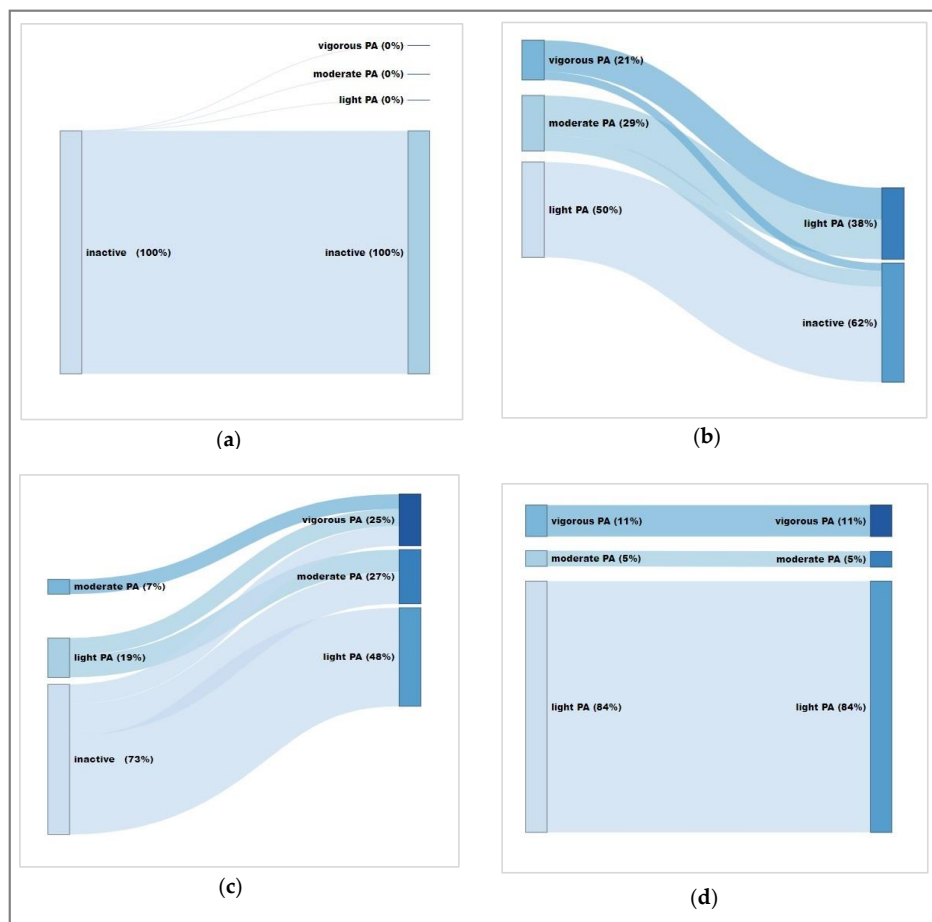 vigorous PA (0%)
moderate PA (0%)
light PA (0%)
inactive (100%)
inactive (100%)
(a)
vigorous PA (21%)
moderate PA (29%)
light PA (50%)
light PA (38%)
inactive (62%)
(b)
vigorous PA (25%)
moderate PA (27%)
moderate PA (7%)
light PA (19%)
light PA (48%)
inactive (73%)
(c)
vigorous PA (11%)
vigorous PA (11%)
moderate PA (5%)
moderate PA (5%)
light PA (84%)
light PA (84%)
(d)